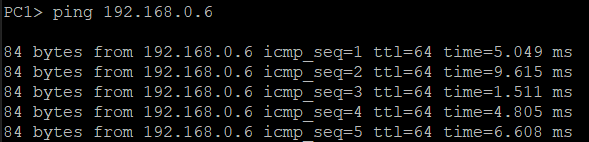 PC1> ping 192.168.0.6
84 bytes from 192.168.0.6 icmp_seq=1 ttl=64 time=5.049 ms
84 bytes from 192.168.0.6 icmp_seq=2 ttl=64 time=9.615 ms
84 bytes from 192.168.0.6 icmp_seq=3 ttl=64 time=1.511 ms
84 bytes from 192.168.0.6 icmp_seq=4 ttl=64 time=4.805 ms
84 bytes from 192.168.0.6 icmp_seq=5 ttl=64 time=6.608 ms